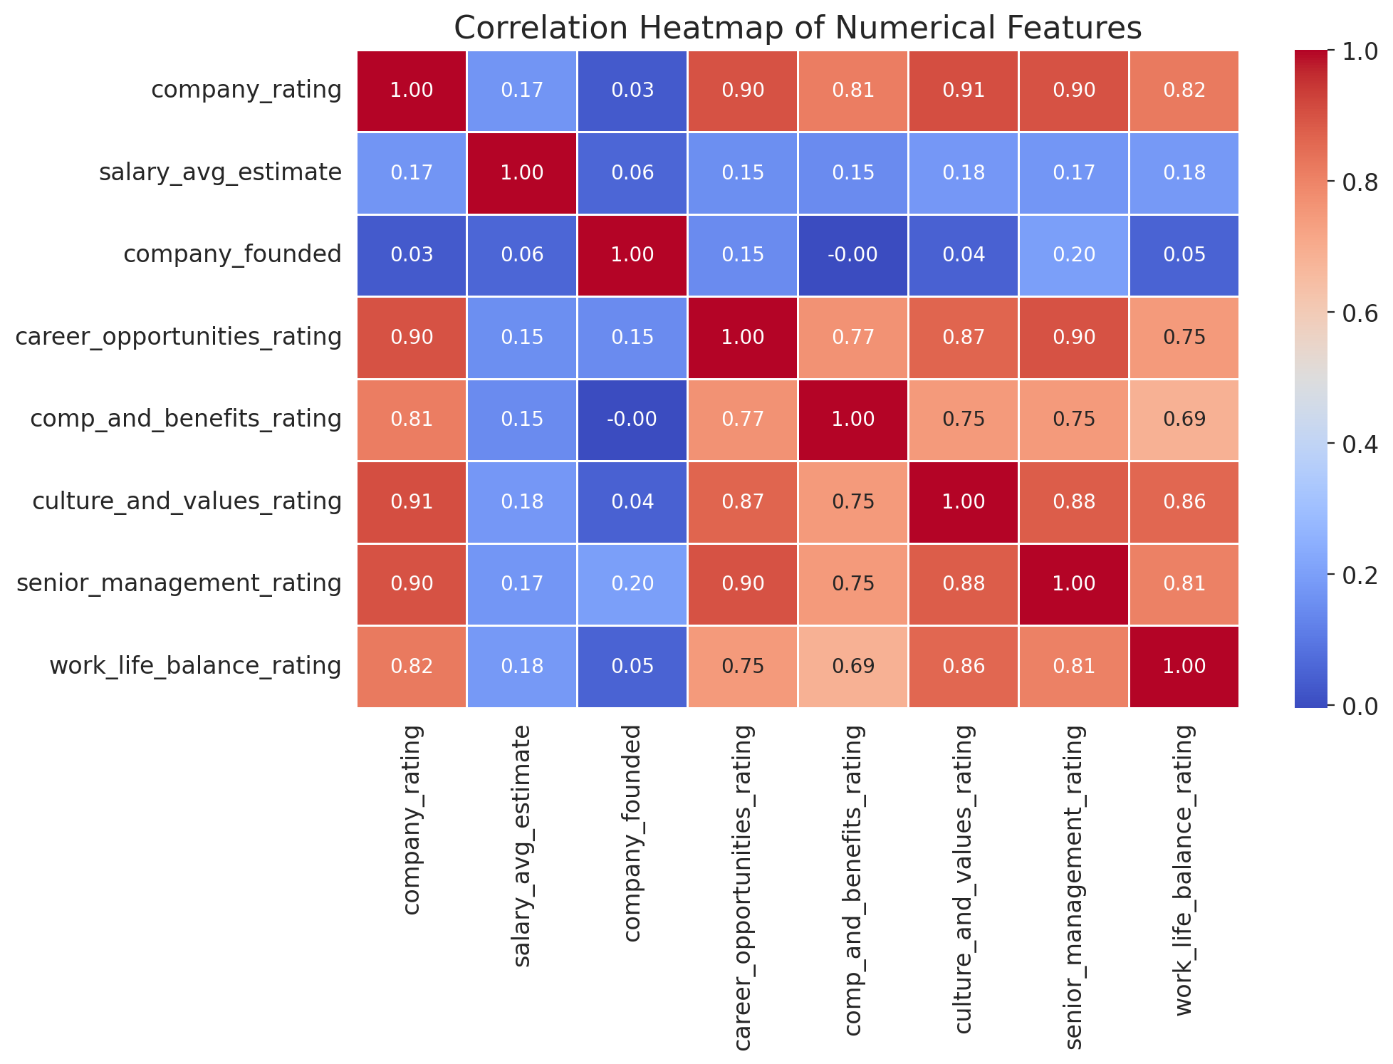 Correlation Heatmap of Numerical Features
company_rating 1.00 0.17 0.03 0.90 0.81 0.91 0.90 0.82
salary_avg_estimate 0.17 1.00 0.06 0.15 0.15 0.18 0.17 0.18
company_founded 0.03 0.06 1.00 0.15 -0.00 0.04 0.20 0.05
career_opportunities_rating 0.90 0.15 0.15 1.00 0.77 0.87 0.90 0.75
comp_and_benefits_rating 0.81 0.15 -0.00 0.77 1.00 0.75 0.75 0.69
culture_and_values_rating 0.91 0.18 0.04 0.87 0.75 1.00 0.88 0.86
senior_management_rating 0.90 0.17 0.20 0.90 0.75 0.88 1.00 0.81
work_life_balance_rating 0.82 0.18 0.05 0.75 0.69 0.86 0.81 1.00
company_rating
salary_avg_estimate
company_founded
career_opportunities_rating
comp_and_benefits_rating
culture_and_values_rating
senior_management_rating
work_life_balance_rating
1.0
0.8
0.6
0.4
0.2
0.0